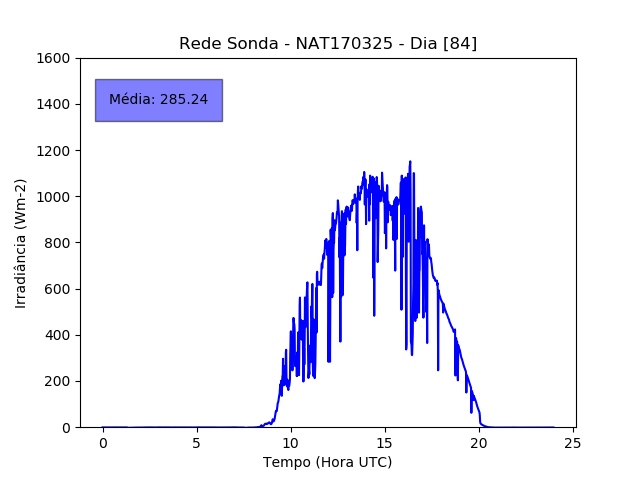 Rede Sonda - NAT170325 - Dia [84]
1600
1400
1200
1000
800
600
400
200
0
Irradiância (Wm-2)
Média: 285.24
0 5 10 15 20 25
Tempo (Hora UTC)